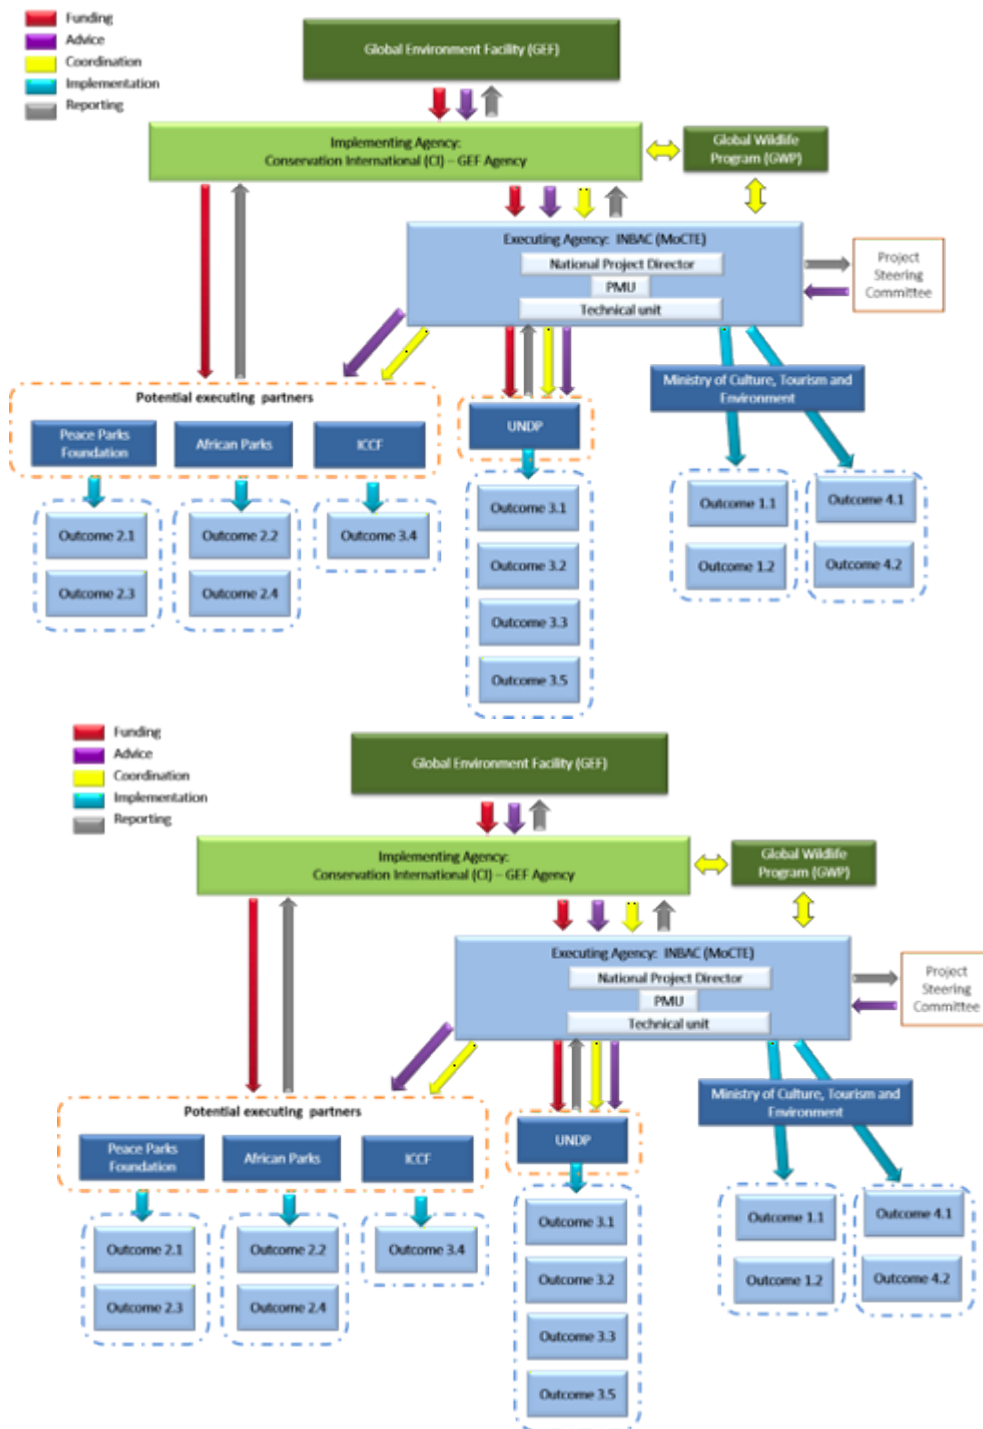 Funding
Advice
Coordination
Implementation
Reporting
Global Environment Facility (GEF)
Implementing Agency:
Conservation International (CI) – GEF Agency
Global Wildlife
Program (GWP)
Executing Agency: INBAC (MoCTE)
National Project Director
PMU
Technical unit
Project
Steering
Committee
Potential executing partners
Peace Parks
Foundation
African Parks
ICCF
UNDP
Ministry of Culture, Tourism and
Environment
Outcome 2.1
Outcome 2.3
Outcome 2.2
Outcome 2.4
Outcome 3.4
Outcome 3.1
Outcome 3.2
Outcome 3.3
Outcome 3.5
Outcome 1.1
Outcome 1.2
Outcome 4.1
Outcome 4.2
Funding
Advice
Coordination
Implementation
Reporting
Global Environment Facility (GEF)
Implementing Agency:
Conservation International (CI) – GEF Agency
Global Wildlife
Program (GWP)
Executing Agency: INBAC (MoCTE)
National Project Director
PMU
Technical unit
Project
Steering
Committee
Potential executing partners
Peace Parks
Foundation
African Parks
ICCF
UNDP
Ministry of Culture, Tourism and
Environment
Outcome 2.1
Outcome 2.3
Outcome 2.2
Outcome 2.4
Outcome 3.4
Outcome 3.1
Outcome 3.2
Outcome 3.3
Outcome 3.5
Outcome 1.1
Outcome 1.2
Outcome 4.1
Outcome 4.2